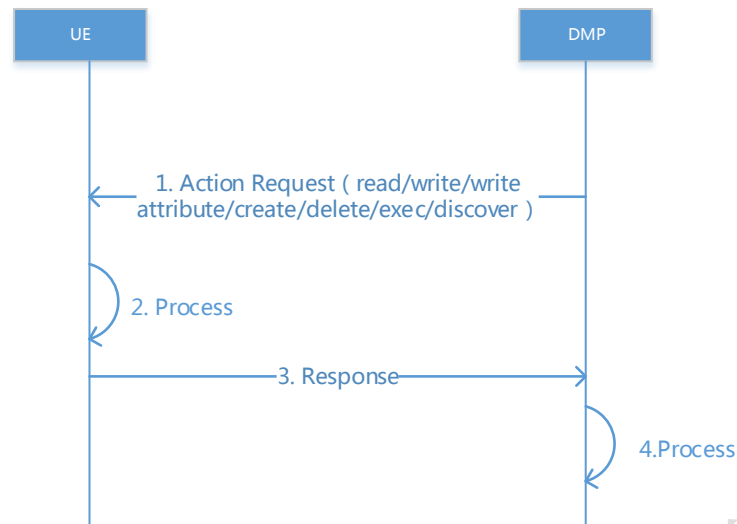 UE
DMP
1. Action Request ( read/write/write
attribute/create/delete/exec/discover )
2. Process
3. Response
4.Process